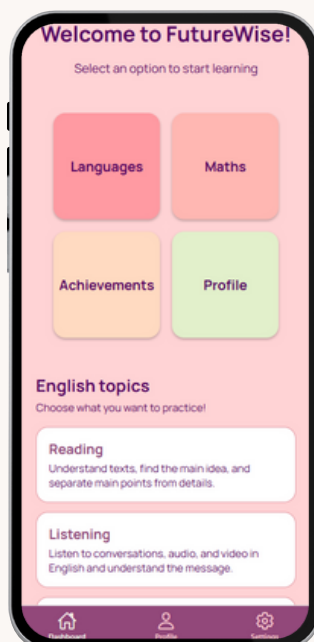 Welcome to FutureWise!
Select an option to start learning
Languages
Maths
Achievements
Profile
English topics
Choose what you want to practice!
Reading
Understand texts, find the main idea, and
separate main points from details.
Listening
Listen to conversations, audio, and video in
English and understand the message.
Dashboard
Profile
Settings